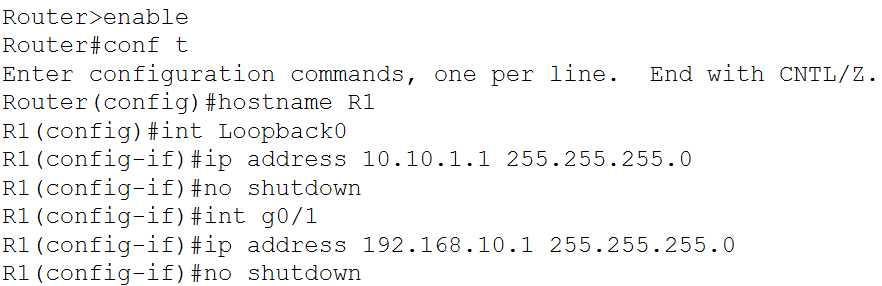 Router>enable
Router#conf t
Enter configuration commands, one per line.  End with CNTL/Z.
Router(config)#hostname R1
R1(config)#int Loopback0
R1(config-if)#ip address 10.10.1.1 255.255.255.0
R1(config-if)#no shutdown
R1(config-if)#int g0/1
R1(config-if)#ip address 192.168.10.1 255.255.255.0
R1(config-if)#no shutdown